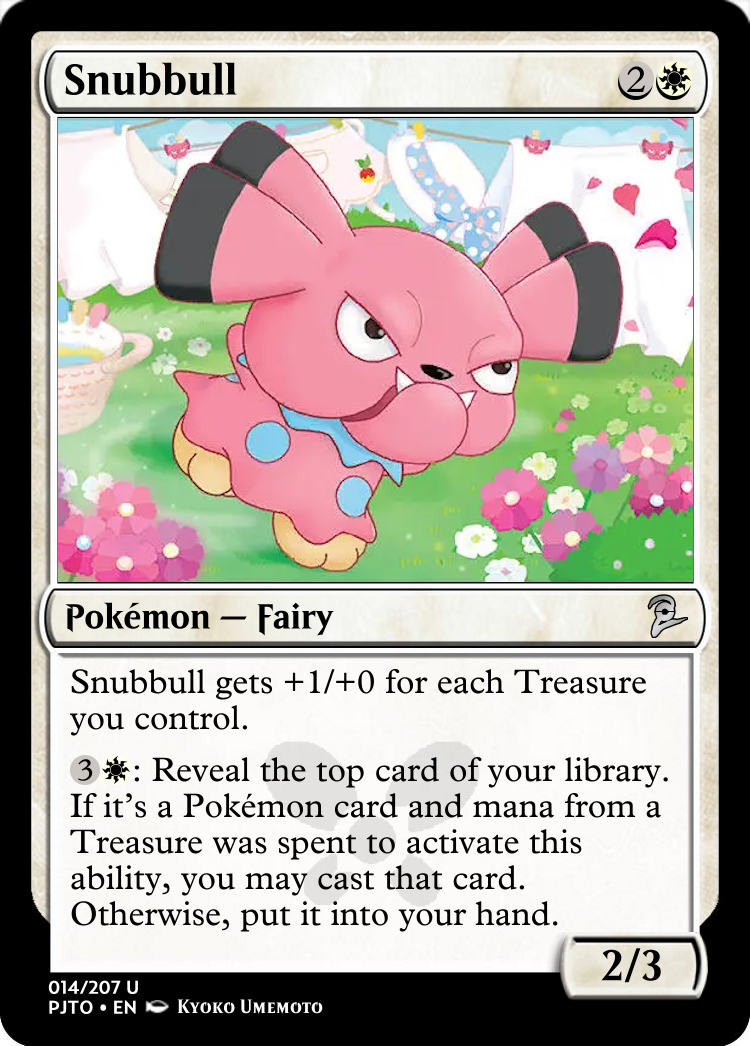 Snubbull 2
Pokémon — Fairy
Snubbull gets +1/+0 for each Treasure
you control.
3: Reveal the top card of your library.
If it's a Pokémon card and mana from a
Treasure was spent to activate this
ability, you may cast that card.
Otherwise, put it into your hand.
2/3
014/207 U
PJTO • EN Kyoko Umemoto